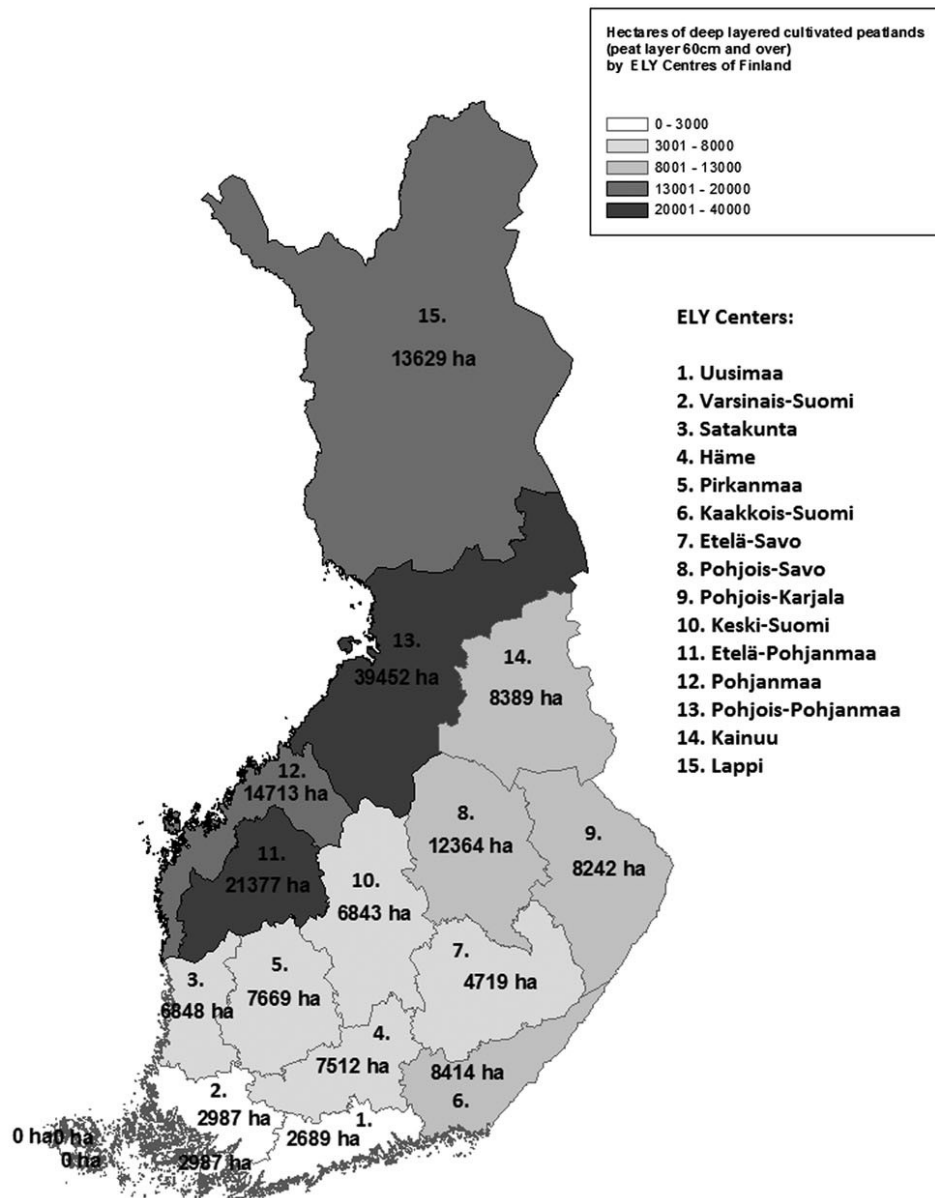 Hectares of deep layered cultivated peatlands
(peat layer 60cm and over)
by ELY Centres of Finland
0 - 3000
3001 - 8000
8001 - 13000
13001 - 20000
20001 - 40000
ELY Centers:
1. Uusimaa
2. Varsinais-Suomi
3. Satakunta
4. Häme
5. Pirkanmaa
6. Kaakkois-Suomi
7. Etelä-Savo
8. Pohjois-Savo
9. Pohjois-Karjala
10. Keski-Suomi
11. Etelä-Pohjanmaa
12. Pohjanmaa
13. Pohjois-Pohjanmaa
14. Kainuu
15. Lappi
15.
13629 ha
13.
39452 ha
14.
8389 ha
12.
14713 ha
11.
21377 ha
10.
6843 ha
8.
12364 ha
9.
8242 ha
7.
4719 ha
3.
6848 ha
5.
7669 ha
4.
7512 ha
8414 ha
6.
2.
2987 ha
1.
2689 ha
0 ha
0 ha
0 ha
2987 ha